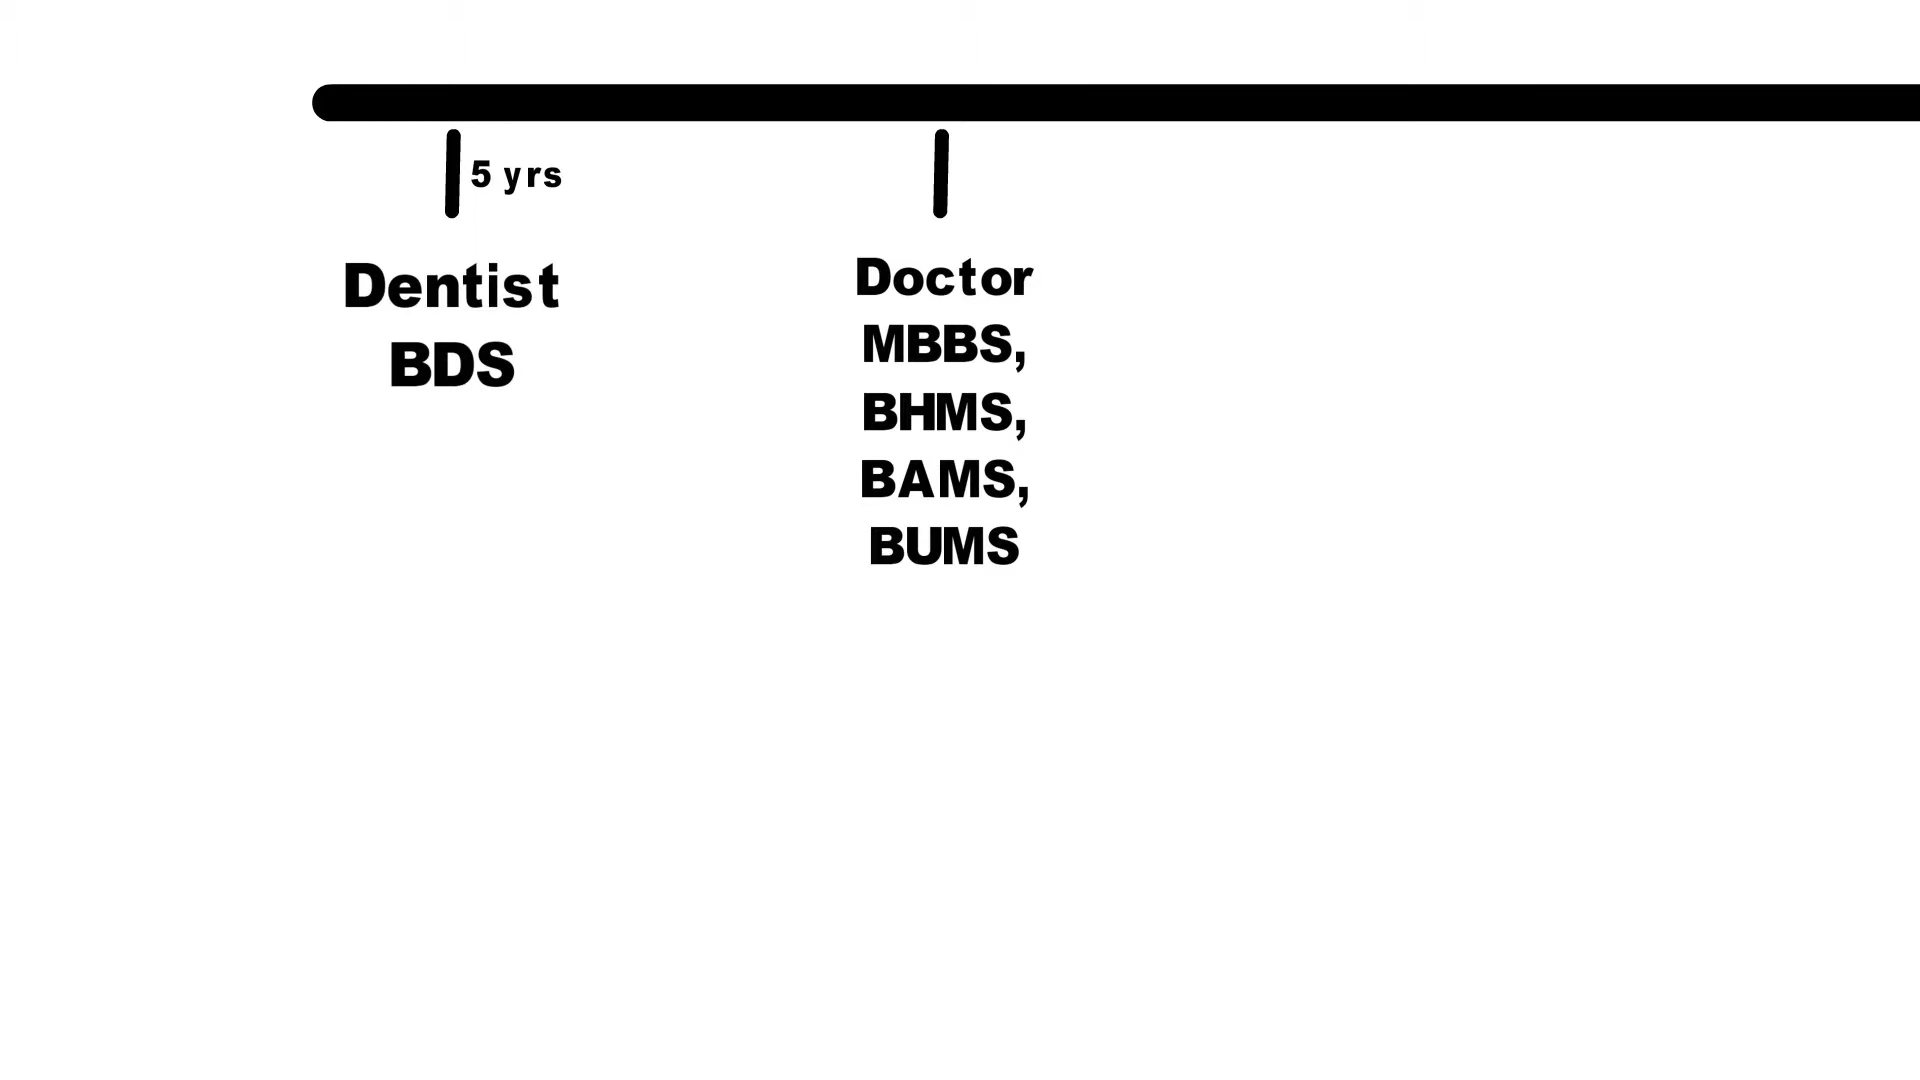 5 yrs
Dentist
BDS
Doctor
MBBS,
BHMS,
BAMS,
BUMS